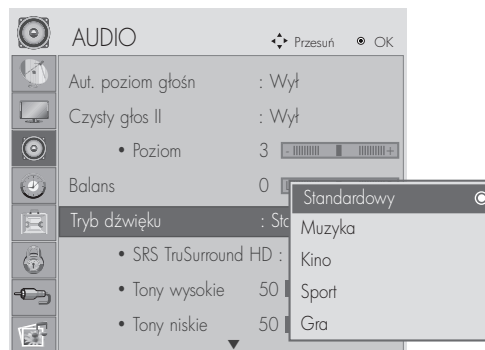 AUDIO
Przesuń OK
Aut. poziom głośn : Wył
Czysty głos II : Wył
• Poziom 3 - +
Balans 0
Tryb dźwięku :
Standardowy
Muzyka
Kino
Sport
Gra
• SRS TruSurround HD :
• Tony wysokie 50
• Tony niskie 50